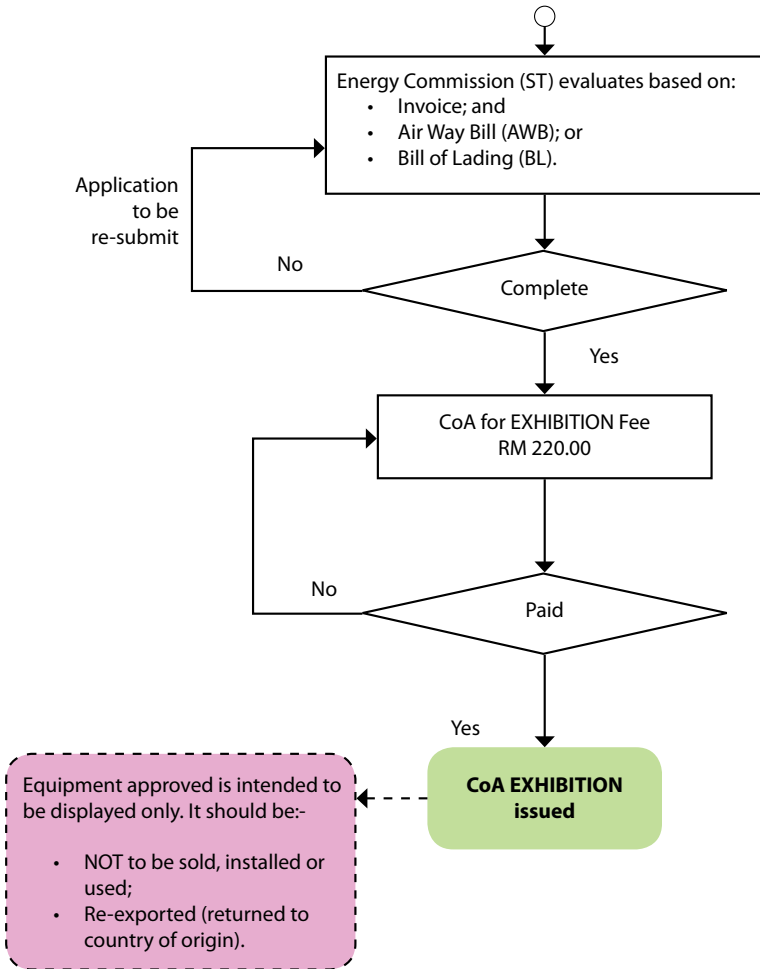 Energy Commission (ST) evaluates based on:
• Invoice; and
• Air Way Bill (AWB); or
• Bill of Lading (BL).
Application
to be
re-submit
No
Complete
Yes
CoA for EXHIBITION Fee
RM 220.00
No
Paid
Yes
CoA EXHIBITION
issued
Equipment approved is intended to
be displayed only. It should be:-
• NOT to be sold, installed or
used;
• Re-exported (returned to
country of origin).